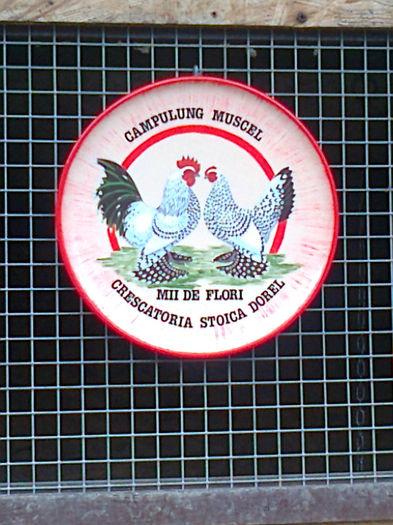 CAMPULUNG MUSCEL
MII DE FLORI
CRESCATORIA STOICA DOREL